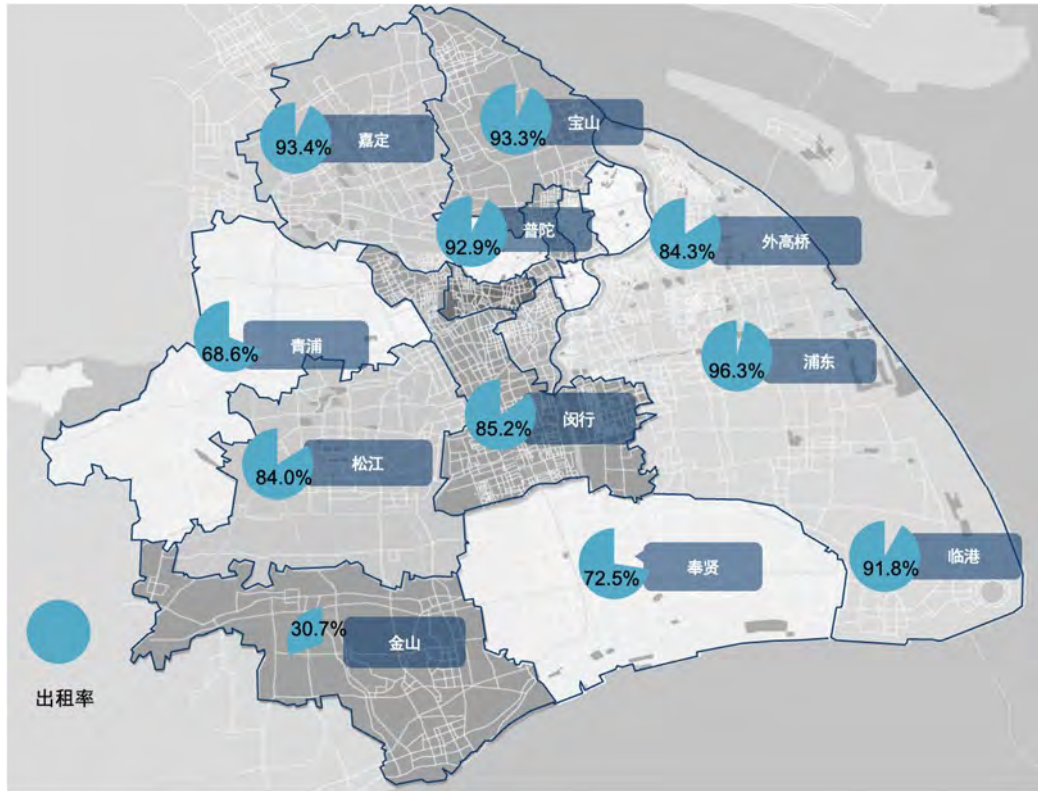 93.3%
宝山
93.4%
嘉定
92.9%
普陀
84.3%
外高桥
68.6%
青浦
96.3%
浦东
85.2%
闵行
84.0%
松江
91.8%
临港
72.5%
奉贤
30.7%
金山
出租率